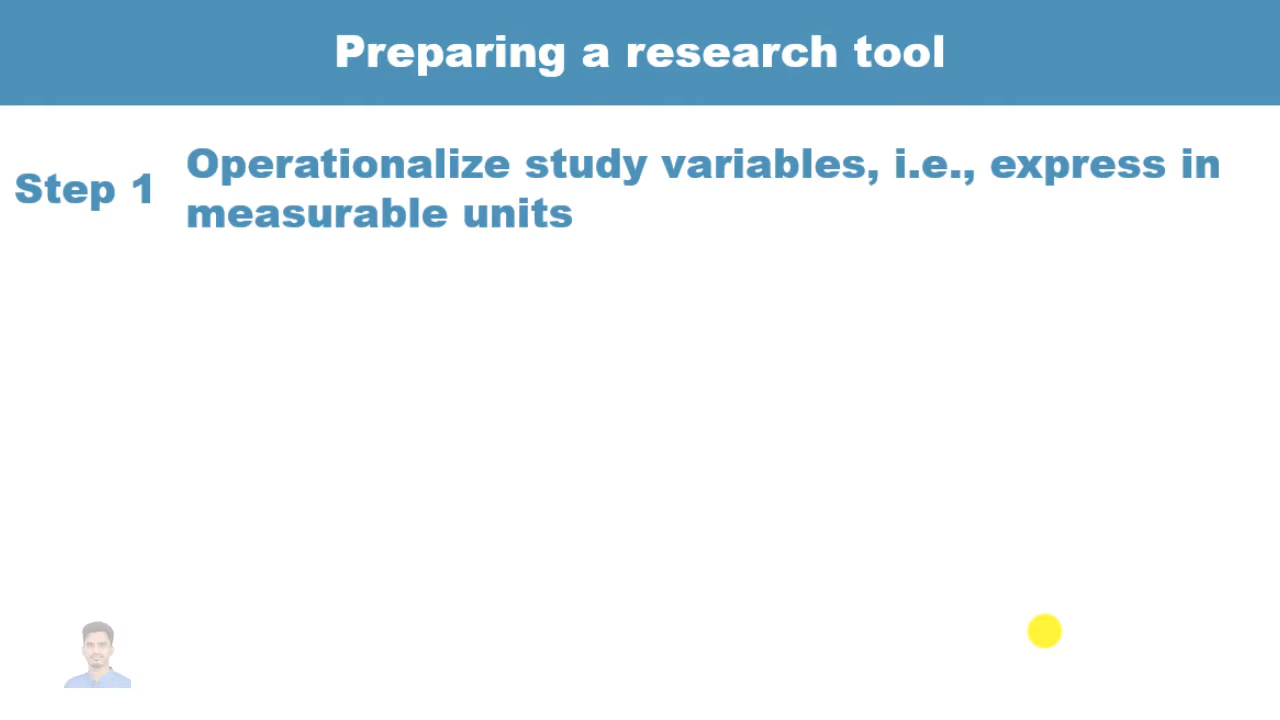 Preparing a research tool
Step 1
Operationalize study variables, i.e., express in
measurable units